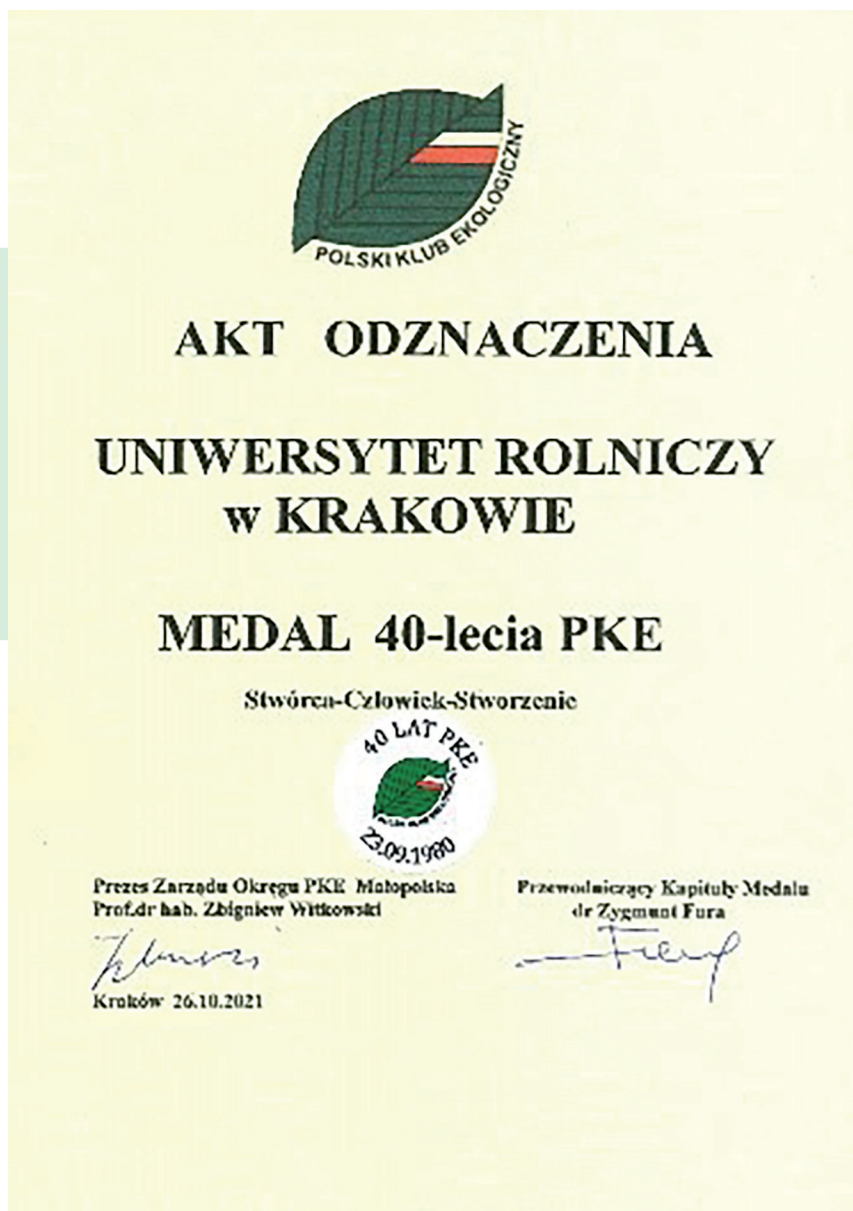 POLSKI KLUB EKOLOGICZNY
AKT ODZNACZENIA
UNIWERSYTET ROLNICZY
w KRAKOWIE
MEDAL 40-lecia PKE
Stwórca-Człowiek-Stworzenie
40 LAT PKE
23.09.1980
Prezes Zarządu Okręgu PKE Małopolska
Prof.dr hab. Zbigniew Witkowski
Przewodniczący Kapituły Medalu
dr Zygmunt Fura
Kraków 26.10.2021